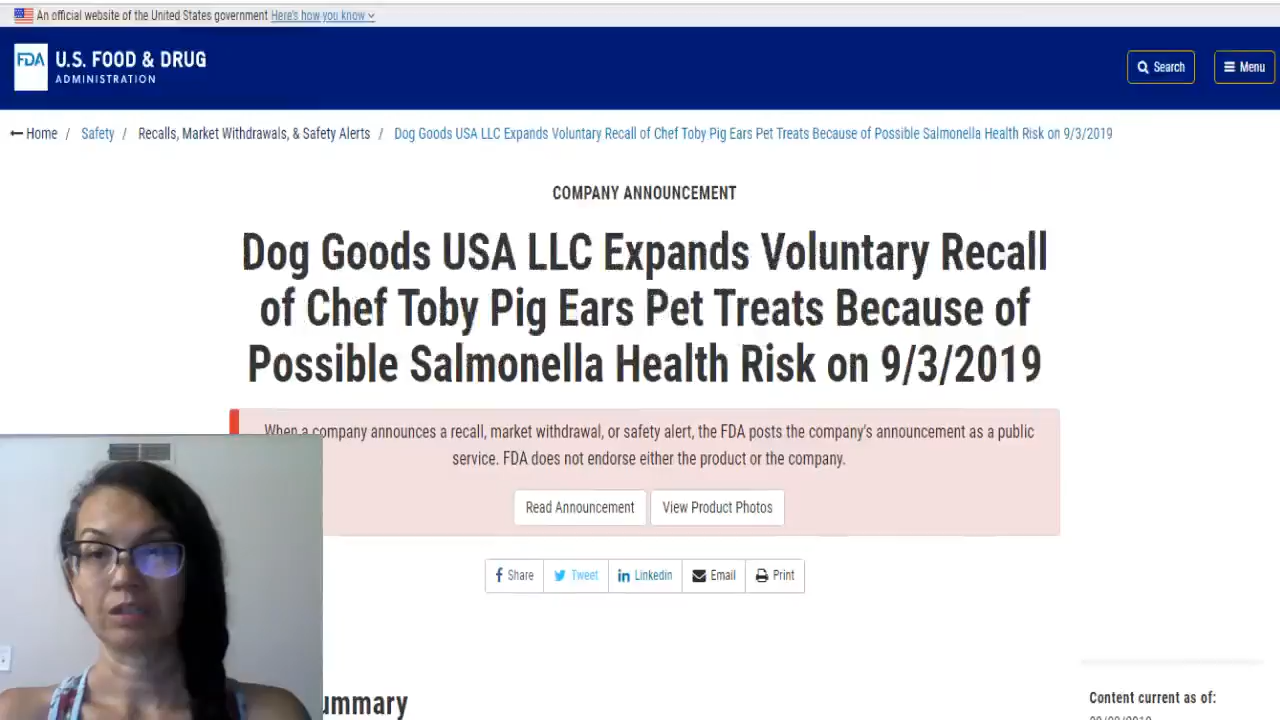 An official website of the United States government Here's how you know
FDA U.S. FOOD & DRUG
ADMINISTRATION
Search
Menu
Home / Safety / Recalls, Market Withdrawals, & Safety Alerts / Dog Goods USA LLC Expands Voluntary Recall of Chef Toby Pig Ears Pet Treats Because of Possible Salmonella Health Risk on 9/3/2019
COMPANY ANNOUNCEMENT
Dog Goods USA LLC Expands Voluntary Recall
of Chef Toby Pig Ears Pet Treats Because of
Possible Salmonella Health Risk on 9/3/2019
When a company announces a recall, market withdrawal, or safety alert, the FDA posts the company's announcement as a public
service. FDA does not endorse either the product or the company.
Read Announcement
View Product Photos
Share
Tweet
Linkedin
Email
Print
ummary
Content current as of: